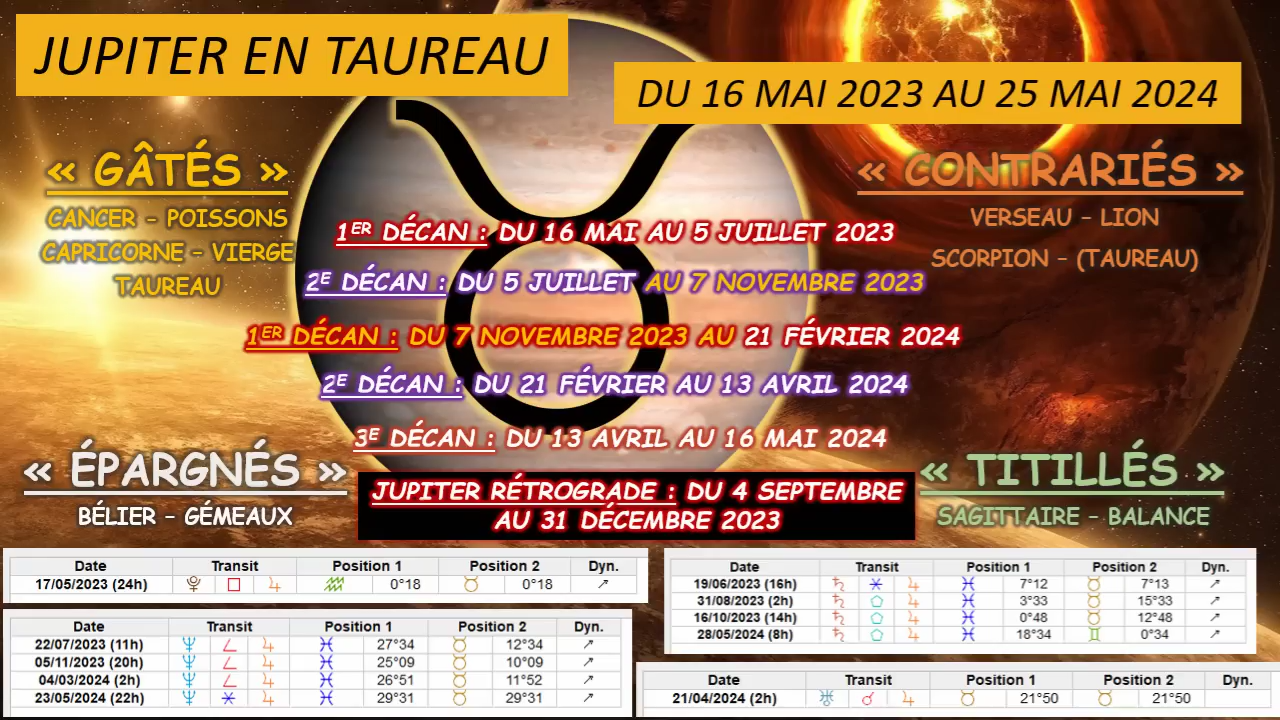 JUPITER EN TAUREAU
DU 16 MAI 2023 AU 25 MAI 2024
« GÂTÉS »
CANCER – POISSONS
CAPRICORNE – VIERGE
TAUREAU
« CONTRARIÉS »
VERSEAU – LION
SCORPION – (TAUREAU)
1ER DÉCAN : DU 16 MAI AU 5 JUILLET 2023
2E DÉCAN : DU 5 JUILLET AU 7 NOVEMBRE 2023
1ER DÉCAN : DU 7 NOVEMBRE 2023 AU 21 FÉVRIER 2024
2E DÉCAN : DU 21 FÉVRIER AU 13 AVRIL 2024
3E DÉCAN : DU 13 AVRIL AU 16 MAI 2024
« ÉPARGNÉS »
BÉLIER – GÉMEAUX
JUPITER RÉTROGRADE : DU 4 SEPTEMBRE
AU 31 DÉCEMBRE 2023
« TITILLÉS »
SAGITTAIRE – BALANCE
Date Transit Position 1 Position 2 Dyn.
17/05/2023 (24h) ♇ □ ♃ ♒ 0°18 ♉ 0°18 ↗
Date Transit Position 1 Position 2 Dyn.
22/07/2023 (11h) ♆ ∠ ♃ ♓ 27°34 ♉ 12°34 ↗
05/11/2023 (20h) ♆ ∠ ♃ ♓ 25°09 ♉ 10°09 ↗
04/03/2024 (2h) ♆ ∠ ♃ ♓ 26°51 ♉ 11°52 ↗
23/05/2024 (22h) ♆ ⚹ ♃ ♓ 29°31 ♉ 29°31 ↗
Date Transit Position 1 Position 2 Dyn.
19/06/2023 (16h) ♄ ⚹ ♃ ♓ 7°12 ♉ 7°13 ↗
31/08/2023 (2h) ♄ ⬠ ♃ ♓ 3°33 ♉ 15°33 ↗
16/10/2023 (14h) ♄ ⬠ ♃ ♓ 0°48 ♉ 12°48 ↗
28/05/2024 (8h) ♄ ⬠ ♃ ♓ 18°34 ♊ 0°34 ↗
Date Transit Position 1 Position 2 Dyn.
21/04/2024 (2h) ♅ ☌ ♃ ♉ 21°50 ♉ 21°50